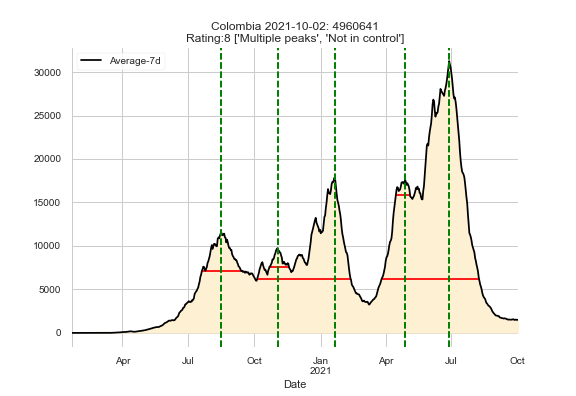 Colombia 2021-10-02: 4960641
Rating:8 ['Multiple peaks', 'Not in control']
Average-7d
30000
25000
20000
15000
10000
5000
0
Apr
Jul
Oct
Jan
2021
Apr
Jul
Oct
Date